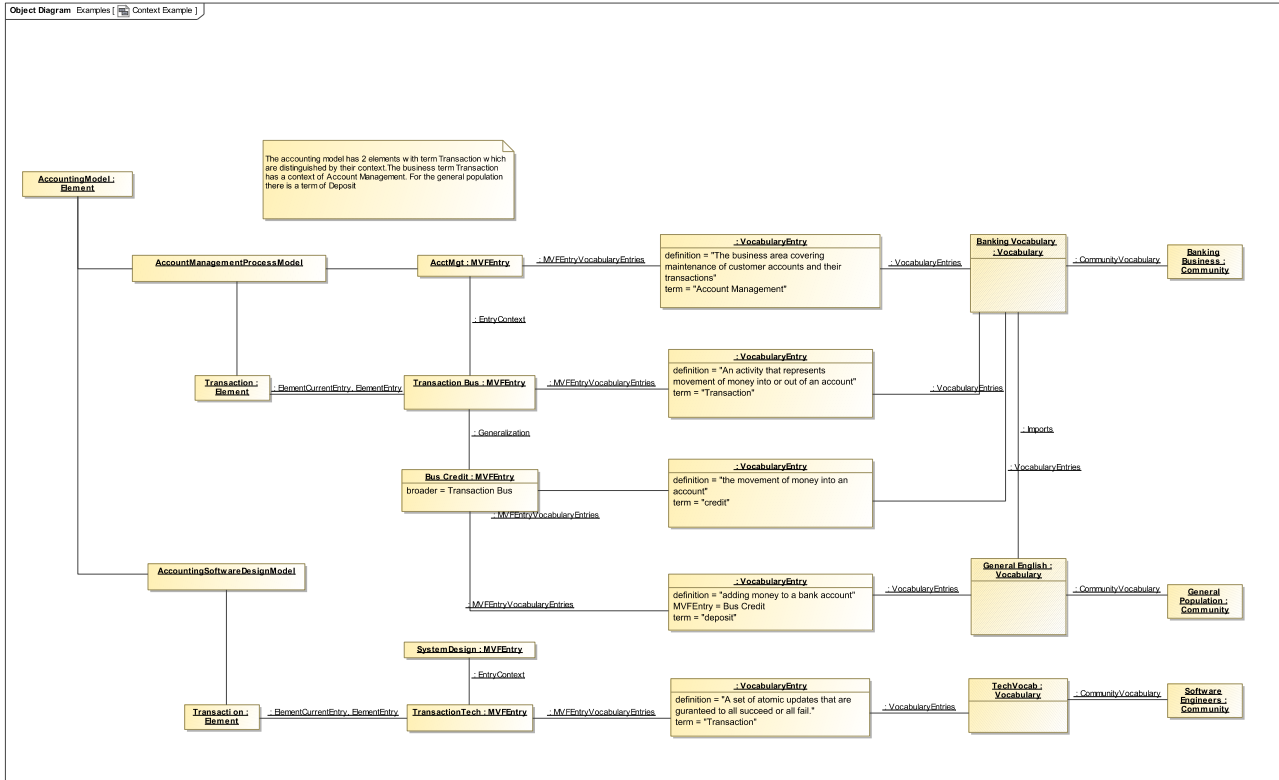 Object Diagram Examples [ Context Example ]
The accounting model has 2 elements with term Transaction which
are distinguished by their context.The business term Transaction
has a context of Account Management. For the general population
there is a term of Deposit
AccountingModel :
Element
AccountManagementProcessModel
AcctMgt : MVFEntry
: MVFEntryVocabularyEntries
: VocabularyEntry
definition = "The business area covering
maintenance of customer accounts and their
transactions"
term = "Account Management"
: VocabularyEntries
Banking Vocabulary
: Vocabulary
: CommunityVocabulary
Banking
Business :
Community
: EntryContext
Transaction :
Element
: ElementCurrentEntry, ElementEntry
Transaction Bus : MVFEntry
: MVFEntryVocabularyEntries
: VocabularyEntry
definition = "An activity that represents
movement of money into or out of an account"
term = "Transaction"
: VocabularyEntries
: Generalization
: Imports
Bus Credit : MVFEntry
broader = Transaction Bus
: MVFEntryVocabularyEntries
: VocabularyEntry
definition = "the movement of money into an
account"
term = "credit"
: VocabularyEntries
AccountingSoftwareDesignModel
: MVFEntryVocabularyEntries
: VocabularyEntry
definition = "adding money to a bank account"
MVFEntry = Bus Credit
term = "deposit"
: VocabularyEntries
General English :
Vocabulary
: CommunityVocabulary
General
Population :
Community
SystemDesign : MVFEntry
: EntryContext
Transaction :
Element
: ElementCurrentEntry, ElementEntry
TransactionTech : MVFEntry
: MVFEntryVocabularyEntries
: VocabularyEntry
definition = "A set of atomic updates that are
guranteed to all succeed or all fail."
term = "Transaction"
: VocabularyEntries
TechVocab :
Vocabulary
: CommunityVocabulary
Software
Engineers :
Community